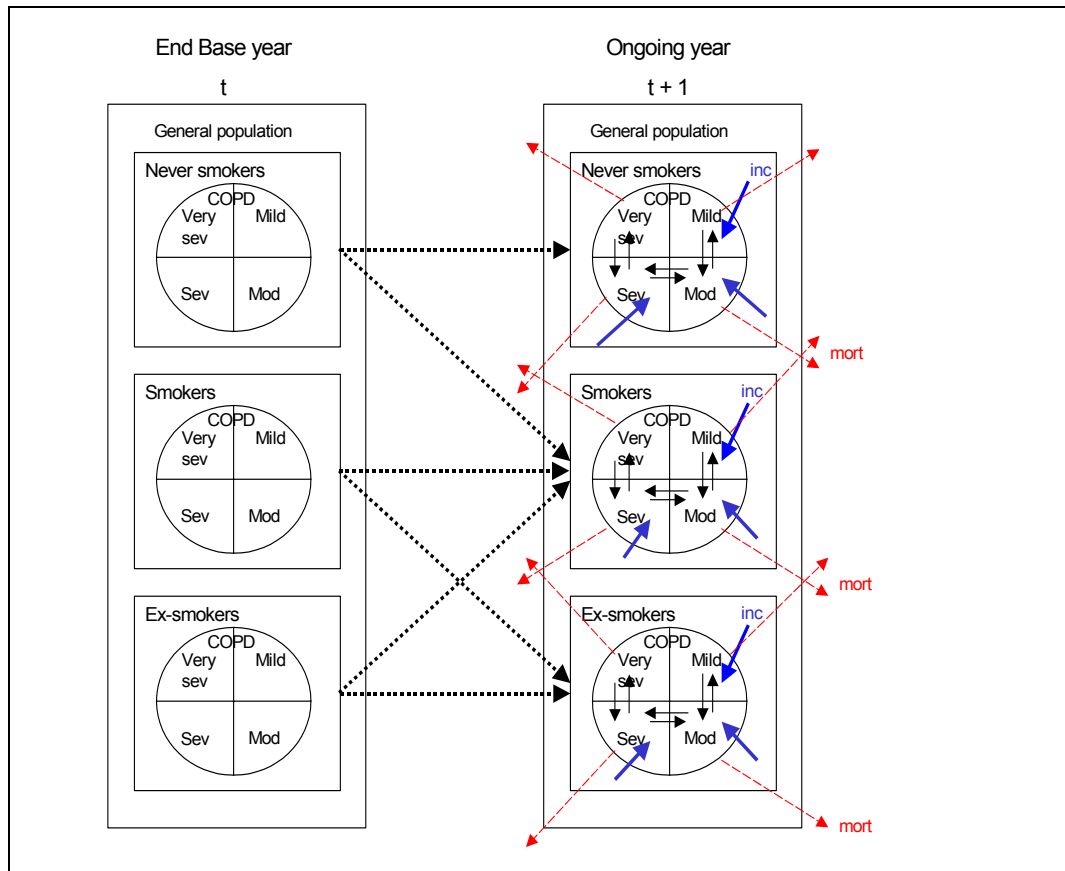 End Base year
t
General population
Never smokers
COPD
Very
sev
Mild
Sev
Mod
Smokers
COPD
Very
sev
Mild
Sev
Mod
Ex-smokers
COPD
Very
sev
Mild
Sev
Mod
Ongoing year
t + 1
General population
Never smokers
inc
COPD
Very
sev
Mild
Sev
Mod
mort
Smokers
inc
COPD
Very
sev
Mild
Sev
Mod
mort
Ex-smokers
inc
COPD
Very
sev
Mild
Sev
Mod
mort